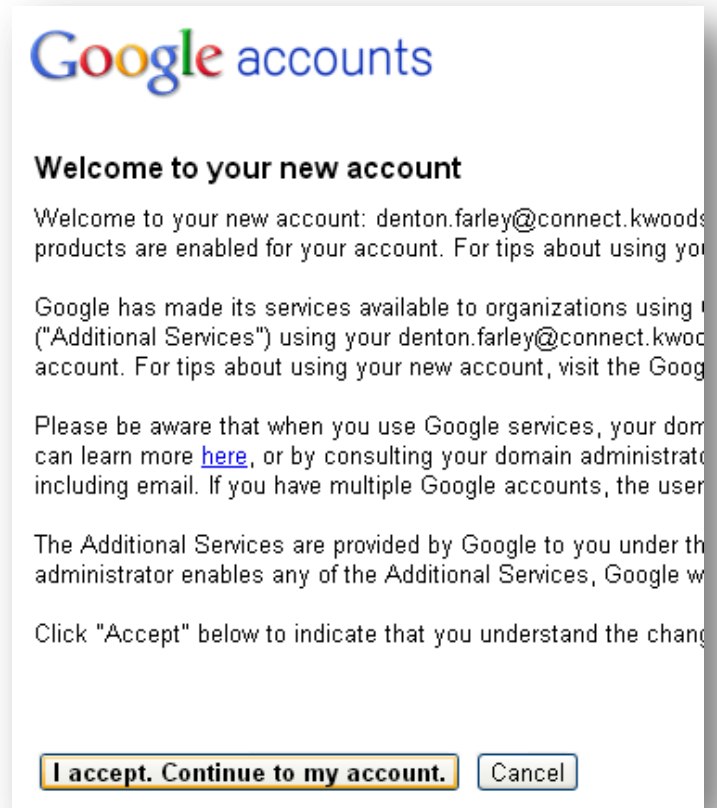 Google accounts
Welcome to your new account
Welcome to your new account: denton.farley@connect.kwoods
products are enabled for your account. For tips about using you
Google has made its services available to organizations using
("Additional Services") using your denton.farley@connect.kwoo
account. For tips about using your new account, visit the Goog
Please be aware that when you use Google services, your dom
can learn more here, or by consulting your domain administrato
including email. If you have multiple Google accounts, the user
The Additional Services are provided by Google to you under th
administrator enables any of the Additional Services, Google w
Click "Accept" below to indicate that you understand the chang
I accept. Continue to my account.
Cancel